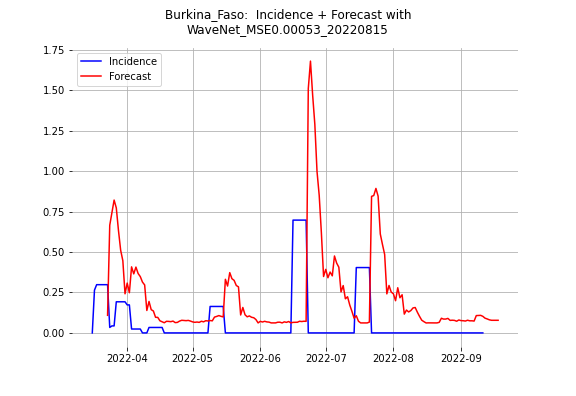 Burkina_Faso:  Incidence + Forecast with
WaveNet_MSE0.00053_20220815
Incidence
Forecast
1.75
1.50
1.25
1.00
0.75
0.50
0.25
0.00
2022-04 2022-05 2022-06 2022-07 2022-08 2022-09